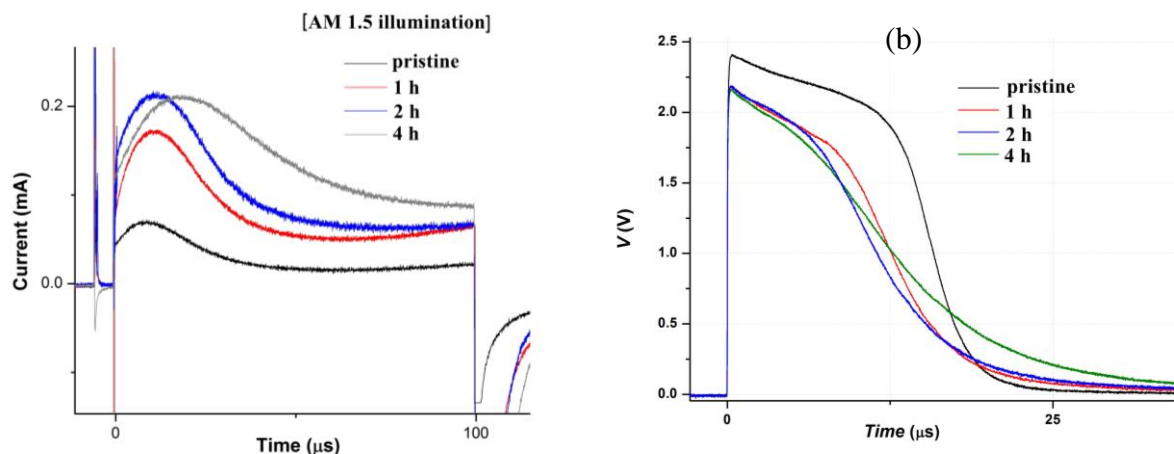 [AM 1.5 illumination]
pristine
1 h
2 h
4 h
0.2
0.0
Current (mA)
0
100
Time (μs)
(b)
pristine
1 h
2 h
4 h
2.5
2.0
1.5
1.0
0.5
0.0
V (V)
0
25
Time (μs)